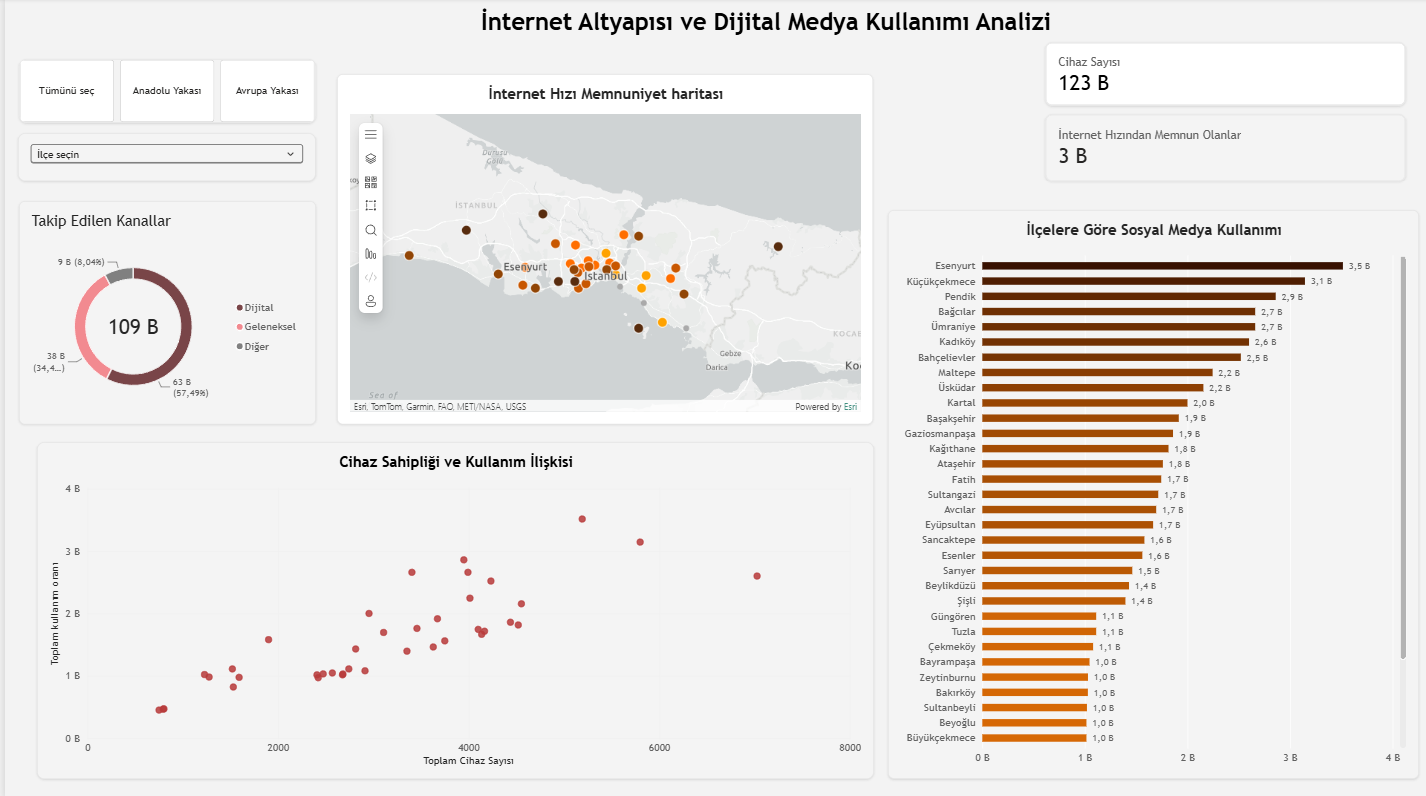 İnternet Altyapısı ve Dijital Medya Kullanımı Analizi
Tümünü seç
Anadolu Yakası
Avrupa Yakası
İlçe seçin
Takip Edilen Kanallar
9 B (8,04%)
109 B
38 B
(34,4...)
63 B
(57,49%)
Dijital
Geleneksel
Diğer
İnternet Hızı Memnuniyet haritası
Durusu
Gölü
İSTANBUL
Esenyurt
İstanbul
KOCAE
Gebze
Darıca
Ko
Sea of
Esri, TomTom, Garmin, FAO, METI/NASA, USGS
Powered by Esri
Cihaz Sayısı
123 B
İnternet Hızından Memnun Olanlar
3 B
Cihaz Sahipliği ve Kullanım İlişkisi
Toplam kullanım oranı
4 B
3 B
2 B
1 B
0 B
0
2000
4000
6000
8000
Toplam Cihaz Sayısı
İlçelere Göre Sosyal Medya Kullanımı
Esenyurt 3,5 B
Küçükçekmece 3,1 B
Pendik 2,9 B
Bağcılar 2,7 B
Ümraniye 2,7 B
Kadıköy 2,6 B
Bahçelievler 2,5 B
Maltepe 2,2 B
Üsküdar 2,2 B
Kartal 2,0 B
Başakşehir 1,9 B
Gaziosmanpaşa 1,9 B
Kağıthane 1,8 B
Ataşehir 1,8 B
Fatih 1,7 B
Sultangazi 1,7 B
Avcılar 1,7 B
Eyüpsultan 1,7 B
Sancaktepe 1,6 B
Esenler 1,6 B
Sarıyer 1,5 B
Beylikdüzü 1,4 B
Şişli 1,4 B
Güngören 1,1 B
Tuzla 1,1 B
Çekmeköy 1,1 B
Bayrampaşa 1,0 B
Zeytinburnu 1,0 B
Bakırköy 1,0 B
Sultanbeyli 1,0 B
Beyoğlu 1,0 B
Büyükçekmece 1,0 B
0 B
1 B
2 B
3 B
4 B